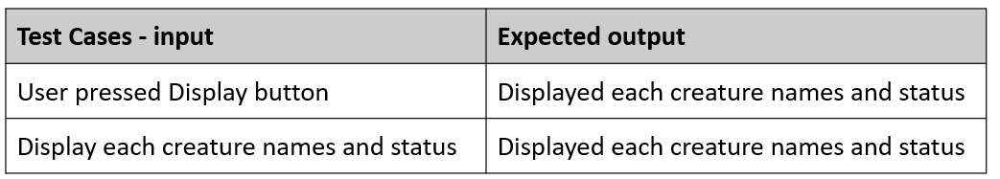 Test Cases - input
Expected output
User pressed Display button
Displayed each creature names and status
Display each creature names and status
Displayed each creature names and status